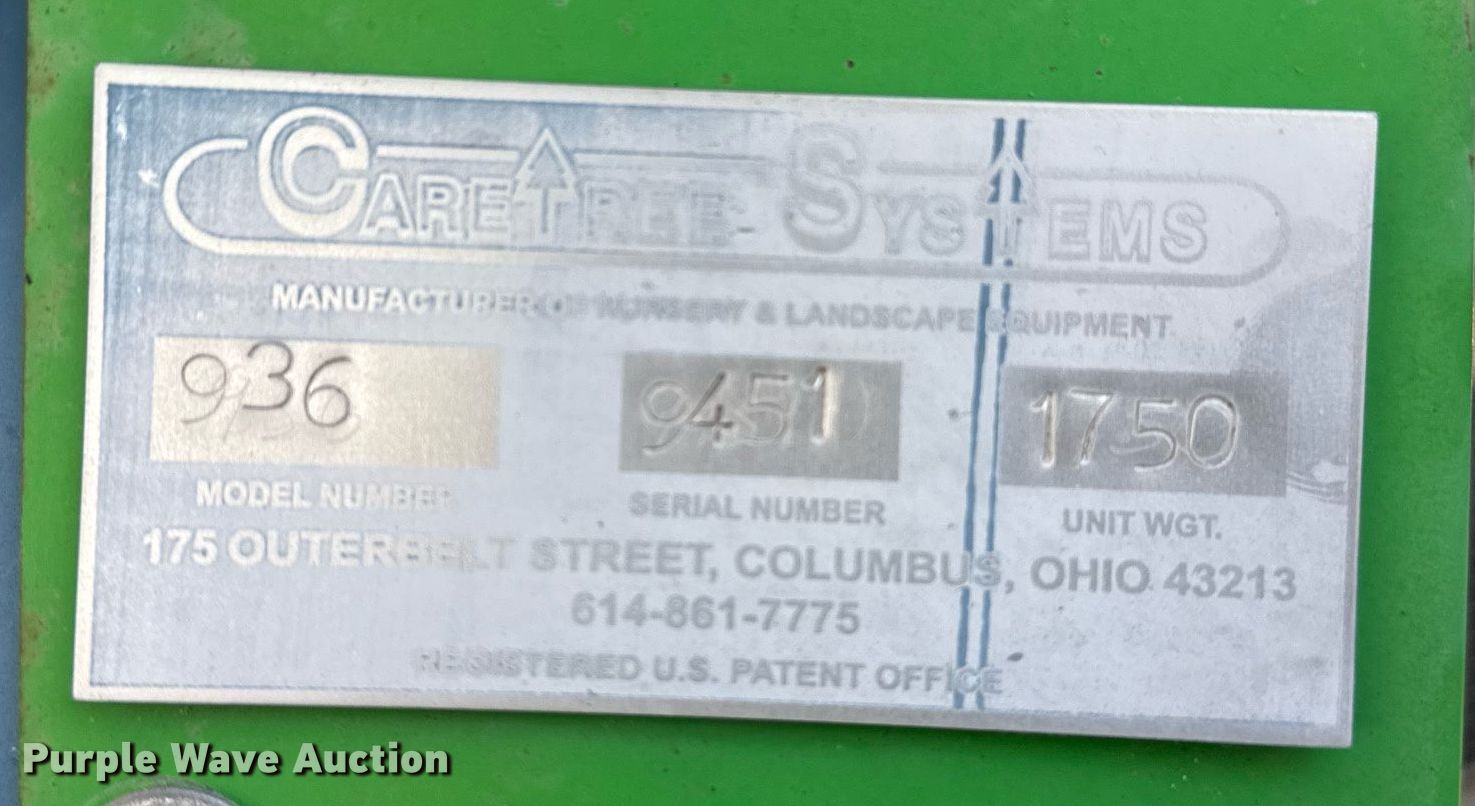 CARETREE SYSTEMS
MANUFACTURER OF NURSERY & LANDSCAPE EQUIPMENT
936 9451 1750
MODEL NUMBER SERIAL NUMBER UNIT WGT.
175 OUTERBELT STREET, COLUMBUS, OHIO 43213
614-861-7775
REGISTERED U.S. PATENT OFFICE
Purple Wave Auction